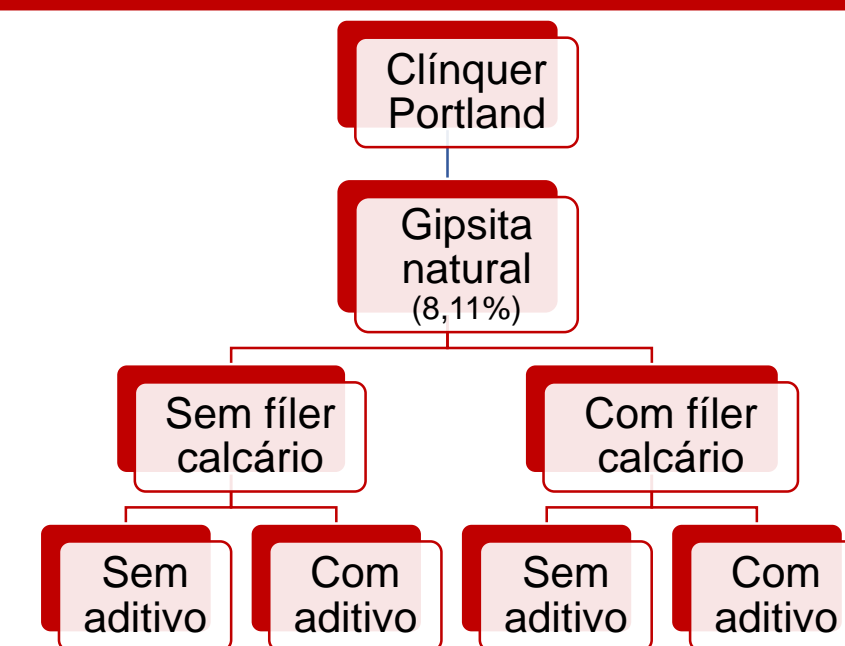 Clínquer
Portland
Gipsita
natural
(8,11%)
Sem fíler
calcário
Com fíler
calcário
Sem
aditivo
Com
aditivo
Sem
aditivo
Com
aditivo